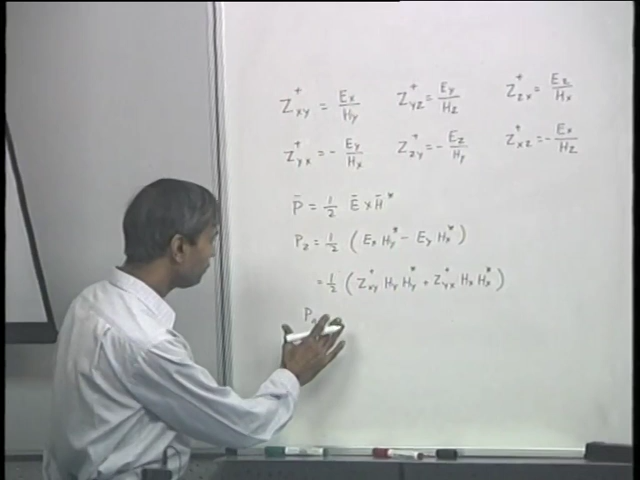 Z⁺xy = Ex/Hy   Z⁺yz = Ey/Hz   Z⁺zx = Ez/Hx
Z⁺yx = - Ey/Hx   Z⁺zy = - Ez/Hy   Z⁺xz = - Ex/Hz
P̄ = 1/2 Ē x H̄*
Pz = 1/2 ( Ex Hy* - Ey Hx* )
= 1/2 ( Z⁺xy Hy Hy* + Z⁺yx Hx Hx* )
P